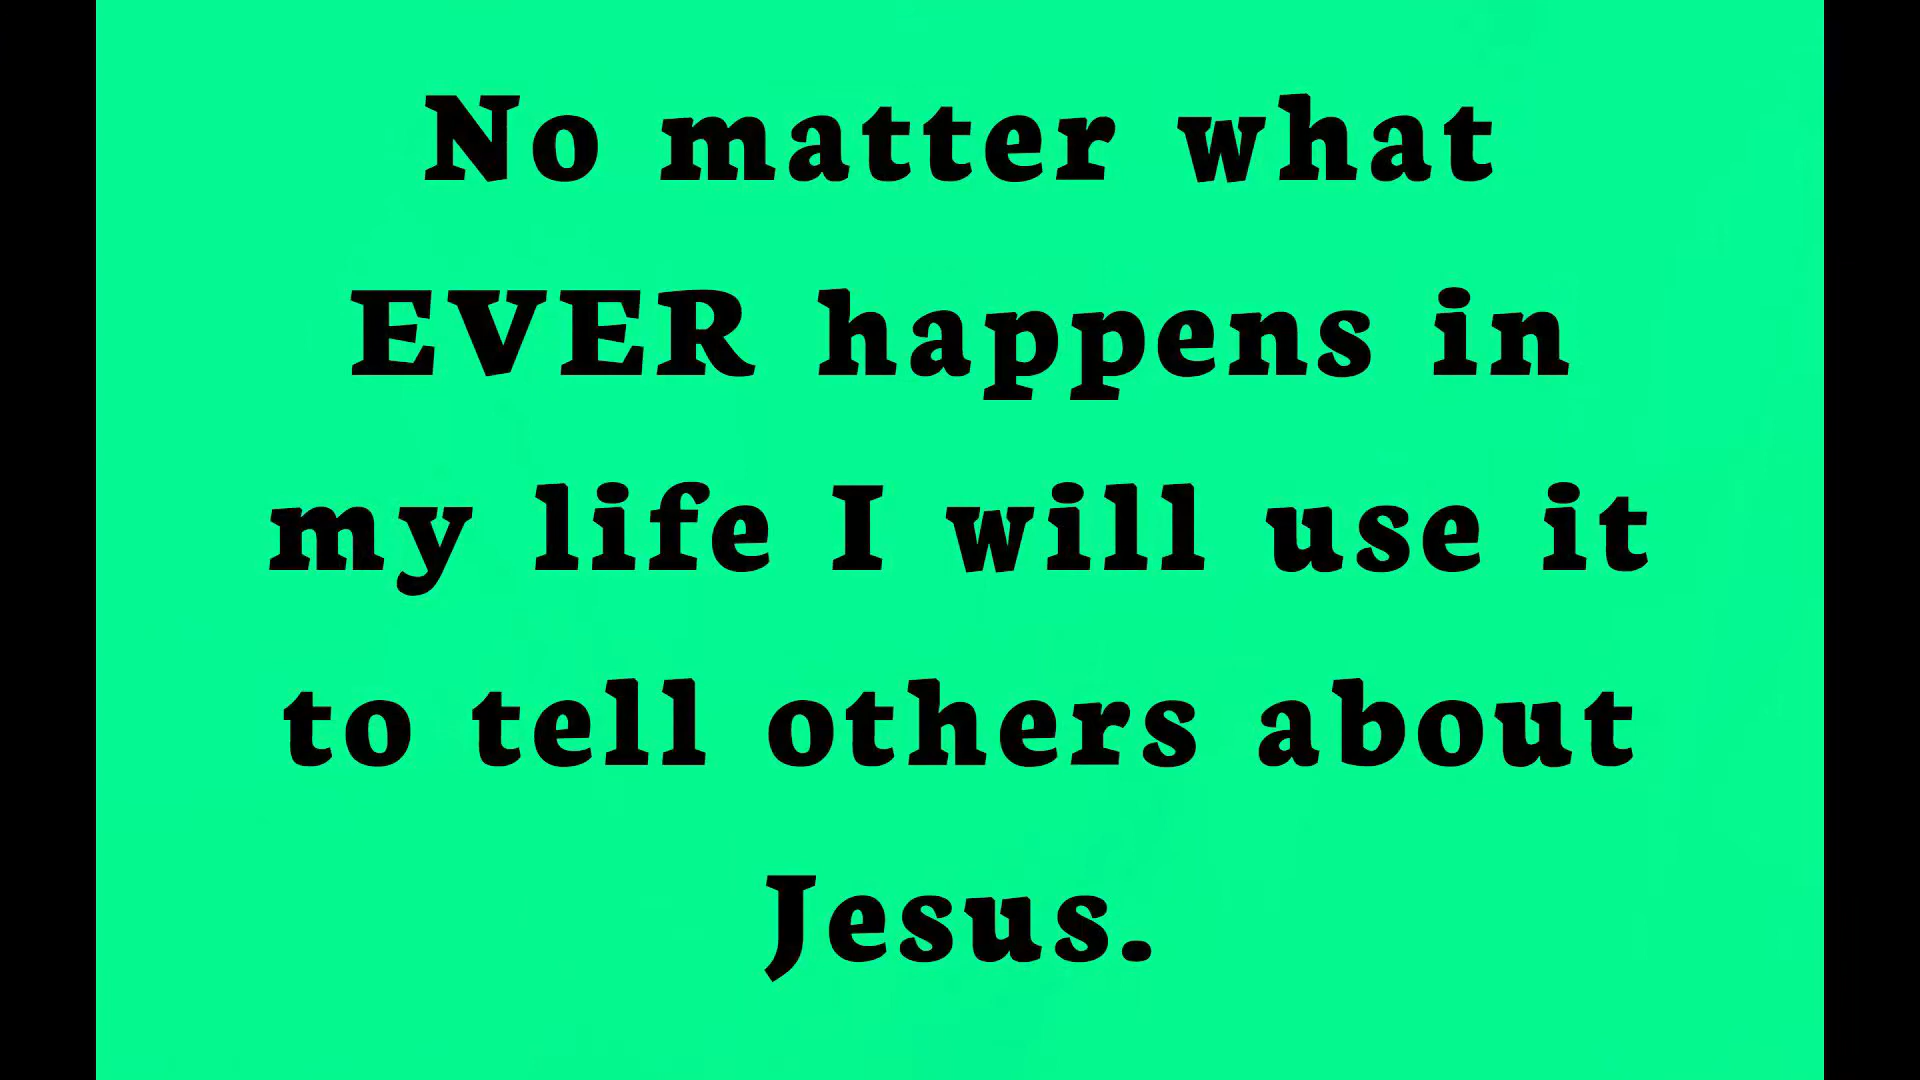 No matter what
EVER happens in
my life I will use it
to tell others about
Jesus.